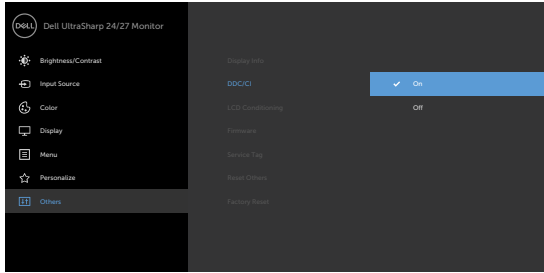 DELL
Dell UltraSharp 24/27 Monitor
Brightness/Contrast
Input Source
Color
Display
Menu
Personalize
Others
Display Info
DDC/CI
LCD Conditioning
Firmware
Service Tag
Reset Others
Factory Reset
On
Off